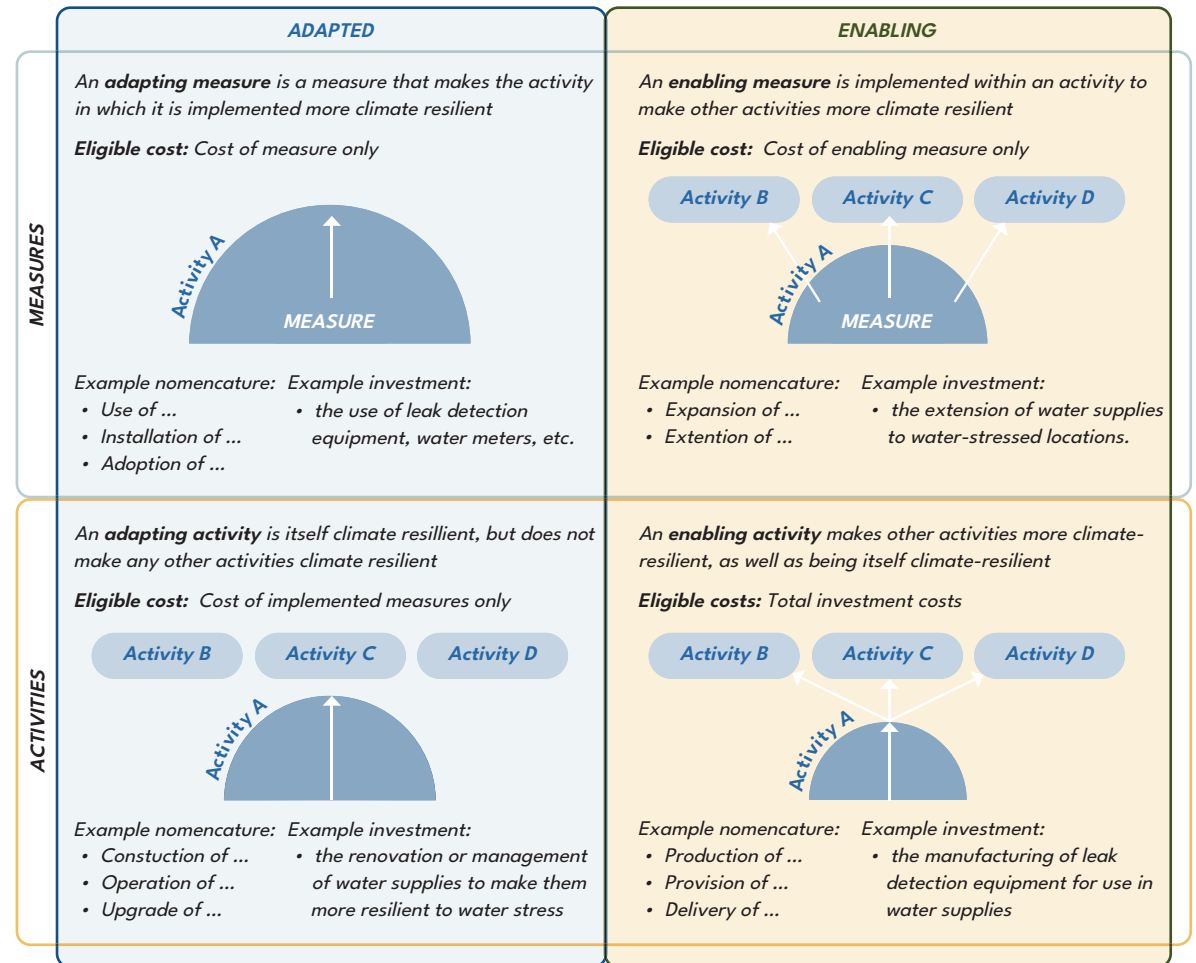 ADAPTED
An adapting measure is a measure that makes the activity
in which it is implemented more climate resilient
Eligible cost: Cost of measure only
MEASURES
Activity A
MEASURE
Example nomencature:
• Use of ...
• Installation of ...
• Adoption of ...
Example investment:
• the use of leak detection
equipment, water meters, etc.
ENABLING
An enabling measure is implemented within an activity to
make other activities more climate resilient
Eligible cost: Cost of enabling measure only
Activity B
Activity C
Activity D
Activity A
MEASURE
Example nomencature:
• Expansion of ...
• Extention of ...
Example investment:
• the extension of water supplies
to water-stressed locations.
ACTIVITIES
An adapting activity is itself climate resillient, but does not
make any other activities climate resilient
Eligible cost: Cost of implemented measures only
Activity B
Activity C
Activity D
Activity A
Example nomencature:
• Constuction of ...
• Operation of ...
• Upgrade of ...
Example investment:
• the renovation or management
of water supplies to make them
more resilient to water stress
An enabling activity makes other activities more climate-
resilient, as well as being itself climate-resilient
Eligible costs: Total investment costs
Activity B
Activity C
Activity D
Activity A
Example nomencature:
• Production of ...
• Provision of ...
• Delivery of ...
Example investment:
• the manufacturing of leak
detection equipment for use in
water supplies